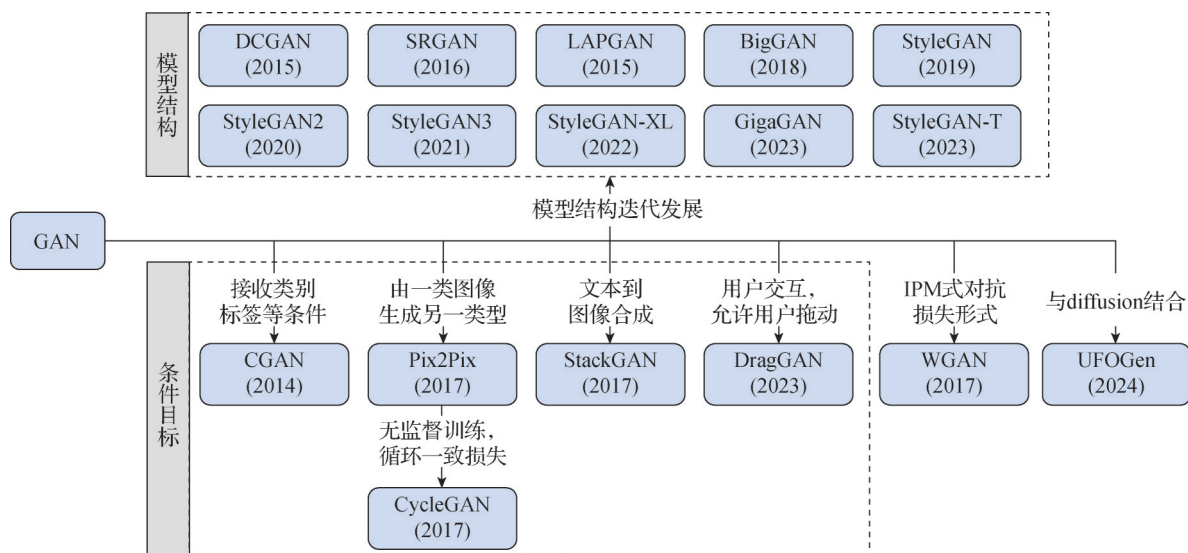 模型结构
DCGAN
(2015)
SRGAN
(2016)
LAPGAN
(2015)
BigGAN
(2018)
StyleGAN
(2019)
StyleGAN2
(2020)
StyleGAN3
(2021)
StyleGAN-XL
(2022)
GigaGAN
(2023)
StyleGAN-T
(2023)
模型结构迭代发展
GAN
条件目标
接收类别
标签等条件
CGAN
(2014)
由一类图像
生成另一类型
Pix2Pix
(2017)
无监督训练，
循环一致损失
CycleGAN
(2017)
文本到
图像合成
StackGAN
(2017)
用户交互，
允许用户拖动
DragGAN
(2023)
IPM式对抗
损失形式
WGAN
(2017)
与diffusion结合
UFOGen
(2024)